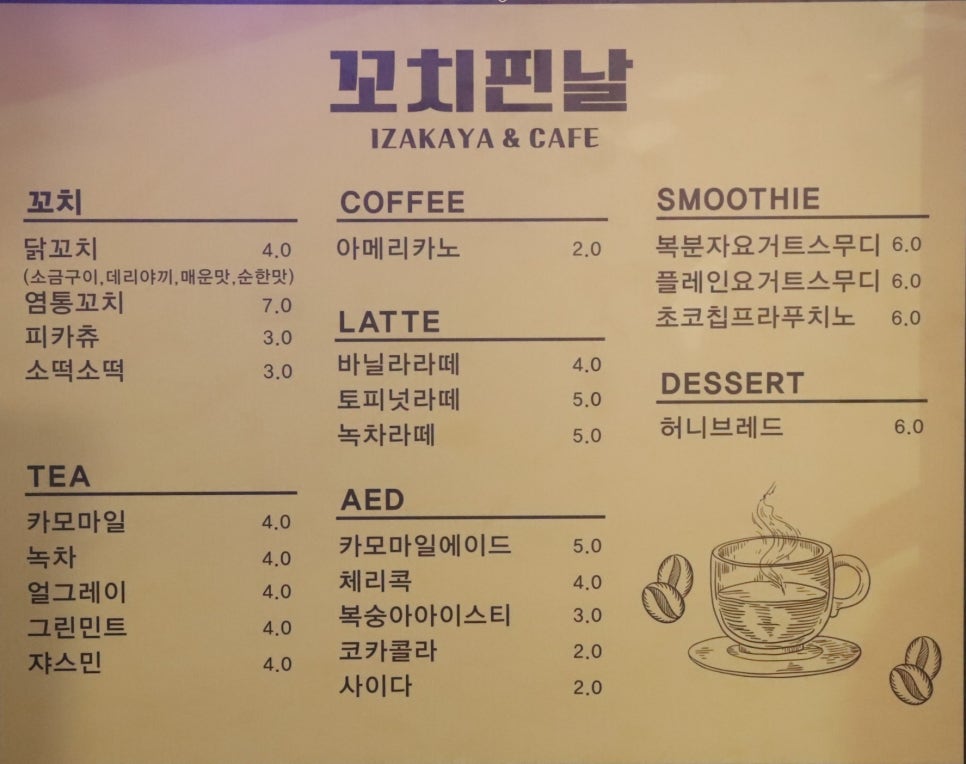 꼬치핀날
IZAKAYA & CAFE
꼬치
닭꼬치 4.0
(소금구이,데리야끼,매운맛,순한맛)
염통꼬치 7.0
피카츄 3.0
소떡소떡 3.0
TEA
카모마일 4.0
녹차 4.0
얼그레이 4.0
그린민트 4.0
쟈스민 4.0
COFFEE
아메리카노 2.0
LATTE
바닐라라떼 4.0
토피넛라떼 5.0
녹차라떼 5.0
AED
카모마일에이드 5.0
체리콕 4.0
복숭아아이스티 3.0
코카콜라 2.0
사이다 2.0
SMOOTHIE
복분자요거트스무디 6.0
플레인요거트스무디 6.0
초코칩프라푸치노 6.0
DESSERT
허니브레드 6.0